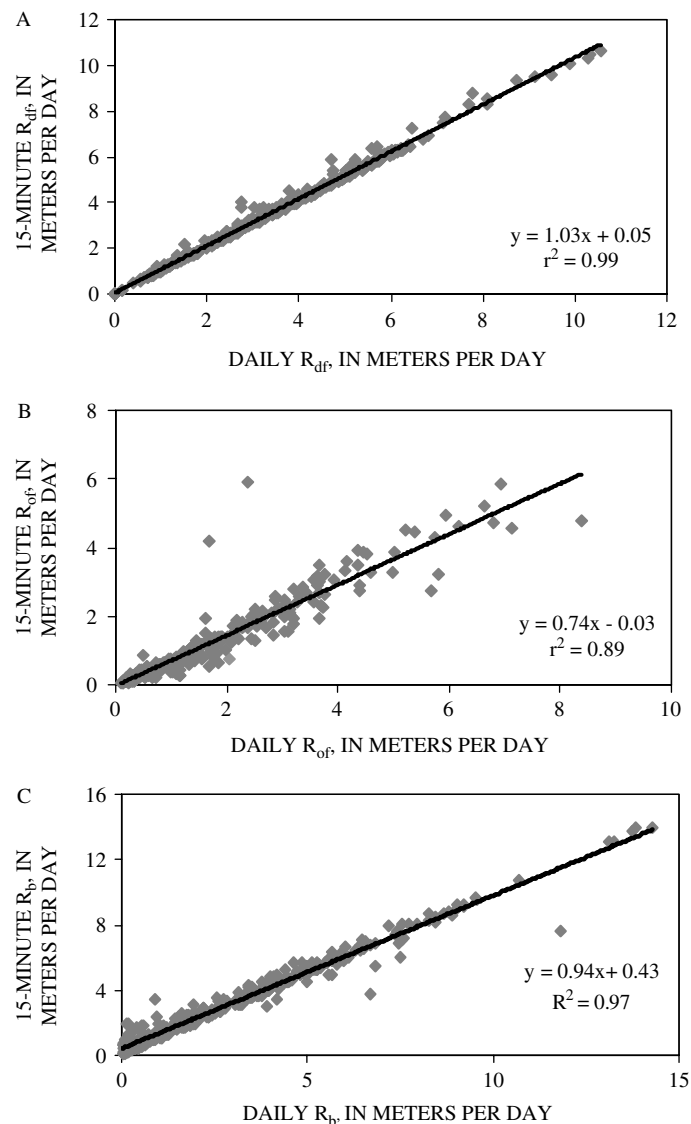 A
15-MINUTE R_df, IN
METERS PER DAY
12
10
8
6
4
2
0
0 2 4 6 8 10 12
y = 1.03x + 0.05
r² = 0.99
DAILY R_df, IN METERS PER DAY
B
15-MINUTE R_of, IN
METERS PER DAY
8
6
4
2
0
0 2 4 6 8 10
y = 0.74x - 0.03
r² = 0.89
DAILY R_of, IN METERS PER DAY
C
15-MINUTE R_b, IN
METERS PER DAY
16
12
8
4
0
0 5 10 15
y = 0.94x+ 0.43
R² = 0.97
DAILY R_b, IN METERS PER DAY